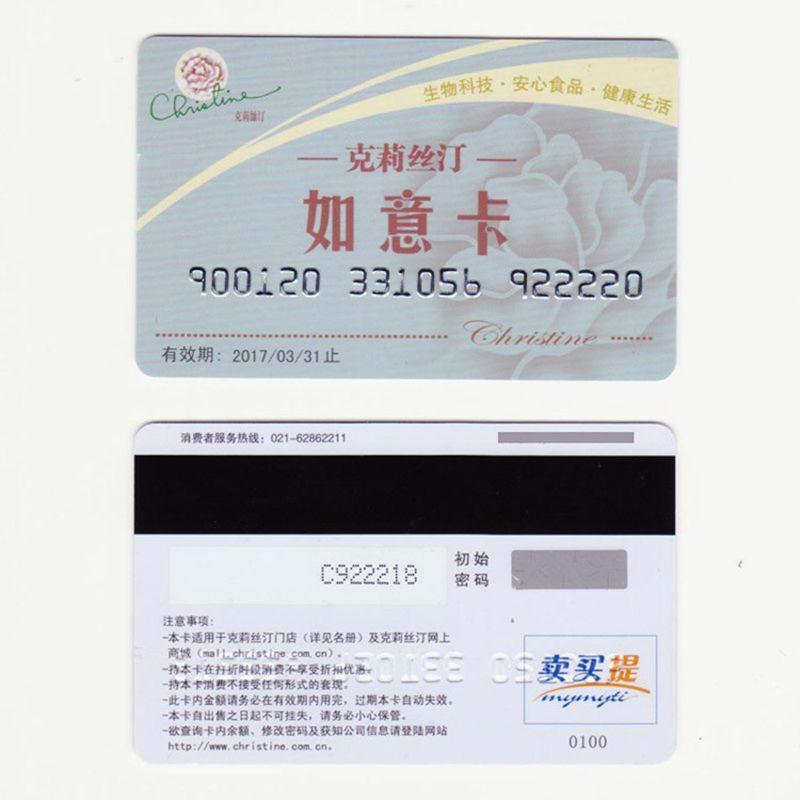 Christine
克莉絲汀
生物科技·安心食品·健康生活
克莉丝汀
如意卡
900120 331056 922220
Christine
有效期: 2017/03/31止
消费者服务热线: 021-62862211
C922218
初始
密码
注意事项:
-本卡适用于克莉丝汀门店（详见名册）及克莉丝汀网上
商城（mall.christine.com.cn）。
-持本卡在打折时段消费不享受折扣优惠。
-持本卡消费不接受任何形式的套现。
-此卡内金额请务必在有效期内用完，过期本卡自动失效。
-本卡自出售之日起不可挂失，请务必小心保管。
-欲查询卡内余额、修改密码及获知公司信息请登陆网站
http://www.christine.com.cn。
卖买提
mymyti
0100